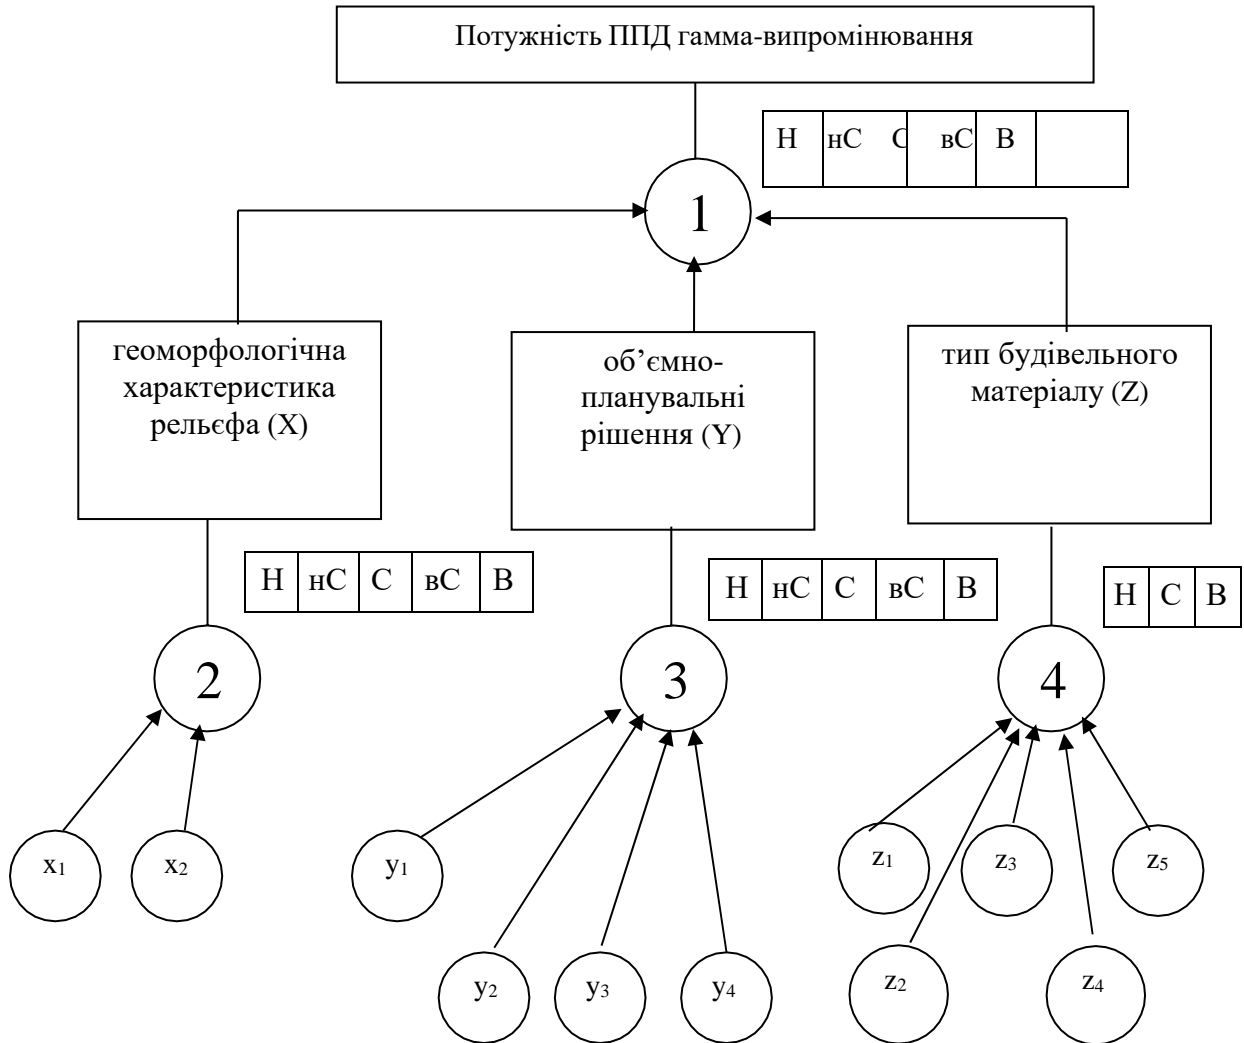 Потужність ППД гамма-випромінювання
Н нС С вС В
1
геоморфологічна
характеристика
рельєфа (X)
об’ємно-
планувальні
рішення (Y)
тип будівельного
матеріалу (Z)
Н нС С вС В
Н нС С вС В
Н С В
2
3
4
x1
x2
y1
z1
z3
z5
y2
y3
y4
z2
z4